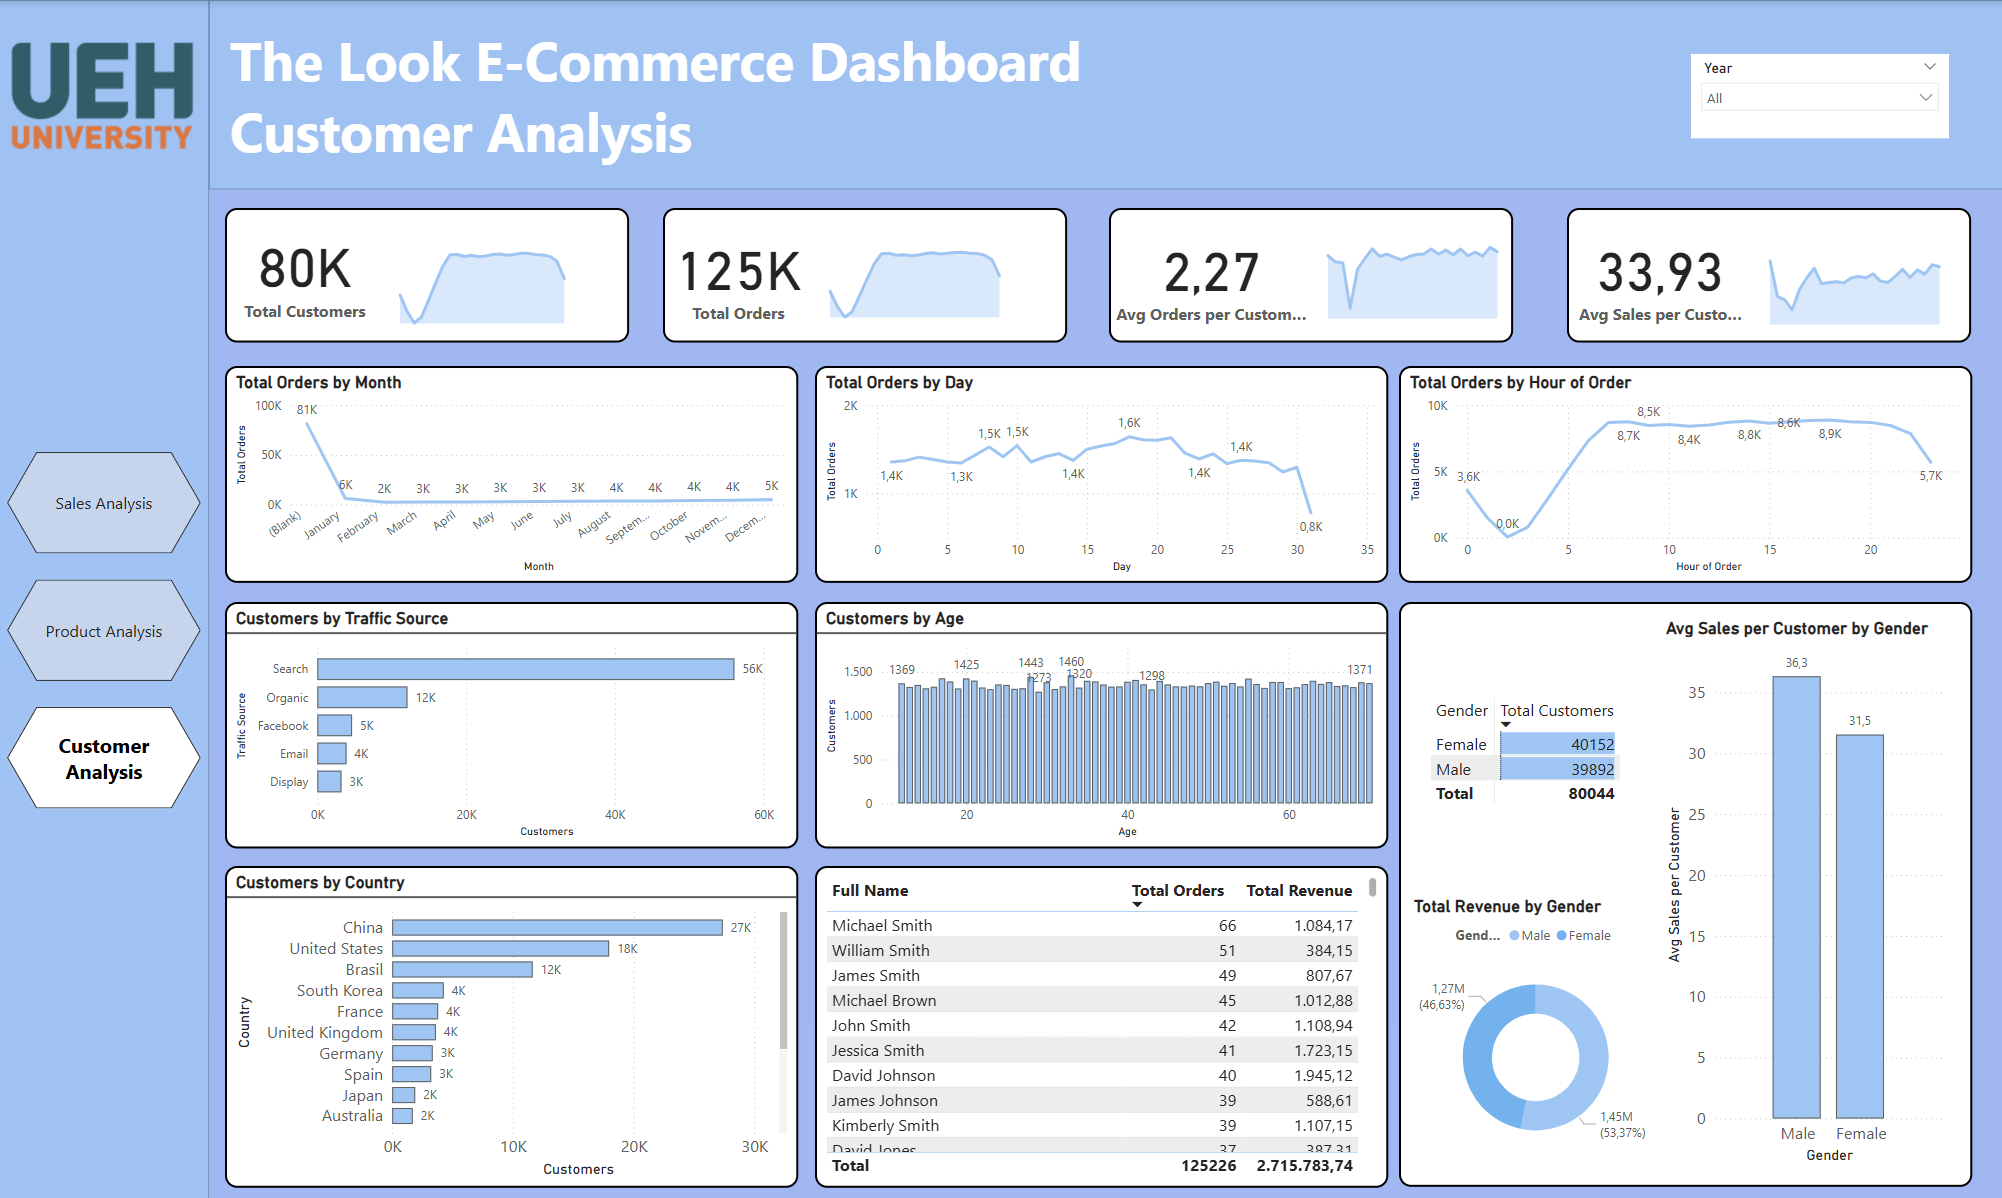 UEH
UNIVERSITY
The Look E-Commerce Dashboard
Customer Analysis
Year
All
Sales Analysis
Product Analysis
Customer
Analysis
80K
Total Customers
125K
Total Orders
2,27
Avg Orders per Custom...
33,93
Avg Sales per Custo...
Total Orders by Month
Total Orders
100K
50K
0K
81K
6K
2K
3K
3K
3K
3K
3K
4K
4K
4K
4K
5K
(Blank)
January
February
March
April
May
June
July
August
Septem...
October
Novem...
Decem...
Month
Total Orders by Day
Total Orders
2K
1K
1,4K
1,3K
1,5K
1,5K
1,4K
1,6K
1,4K
1,4K
0,8K
0
5
10
15
20
25
30
35
Day
Total Orders by Hour of Order
Total Orders
10K
5K
0K
3,6K
0,0K
8,7K
8,5K
8,4K
8,8K
8,6K
8,9K
5,7K
0
5
10
15
20
Hour of Order
Customers by Traffic Source
Traffic Source
Search 56K
Organic 12K
Facebook 5K
Email 4K
Display 3K
0K
20K
40K
60K
Customers
Customers by Age
Customers
1.500
1.000
500
0
1369
1425
1443
1273
1460
1320
1298
1371
20
40
60
Age
Gender Total Customers
Female 40152
Male 39892
Total 80044
Avg Sales per Customer by Gender
Avg Sales per Customer
35
30
25
20
15
10
5
0
36,3
31,5
Male
Female
Gender
Total Revenue by Gender
Gend... Male Female
1,27M
(46,63%)
1,45M
(53,37%)
Customers by Country
Country
China 27K
United States 18K
Brasil 12K
South Korea 4K
France 4K
United Kingdom 4K
Germany 3K
Spain 3K
Japan 2K
Australia 2K
0K
10K
20K
30K
Customers
Full Name Total Orders Total Revenue
Michael Smith 66 1.084,17
William Smith 51 384,15
James Smith 49 807,67
Michael Brown 45 1.012,88
John Smith 42 1.108,94
Jessica Smith 41 1.723,15
David Johnson 40 1.945,12
James Johnson 39 588,61
Kimberly Smith 39 1.107,15
David Jones 37 387,31
Total 125226 2.715.783,74